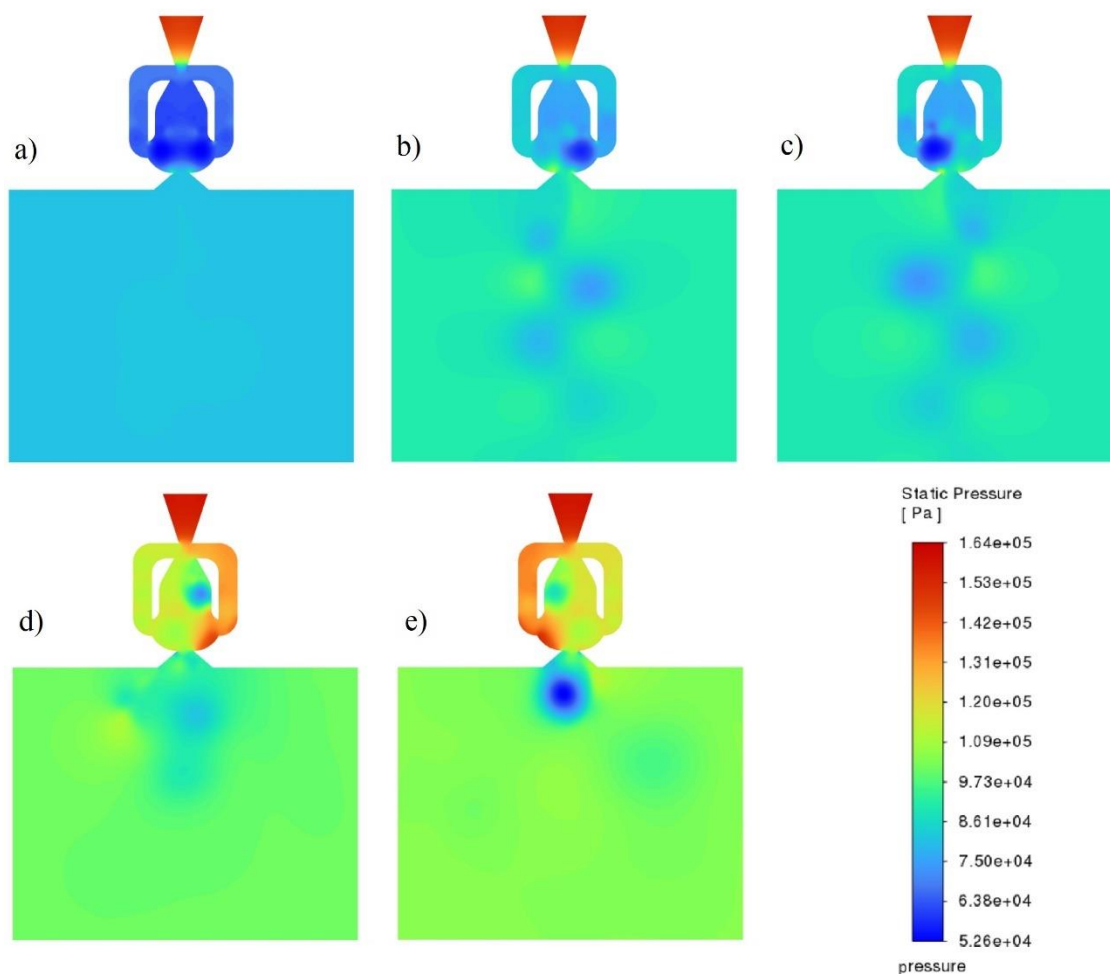 a)
b)
c)
d)
e)
Static Pressure
[ Pa ]
1.64e+05
1.53e+05
1.42e+05
1.31e+05
1.20e+05
1.09e+05
9.73e+04
8.61e+04
7.50e+04
6.38e+04
5.26e+04
pressure